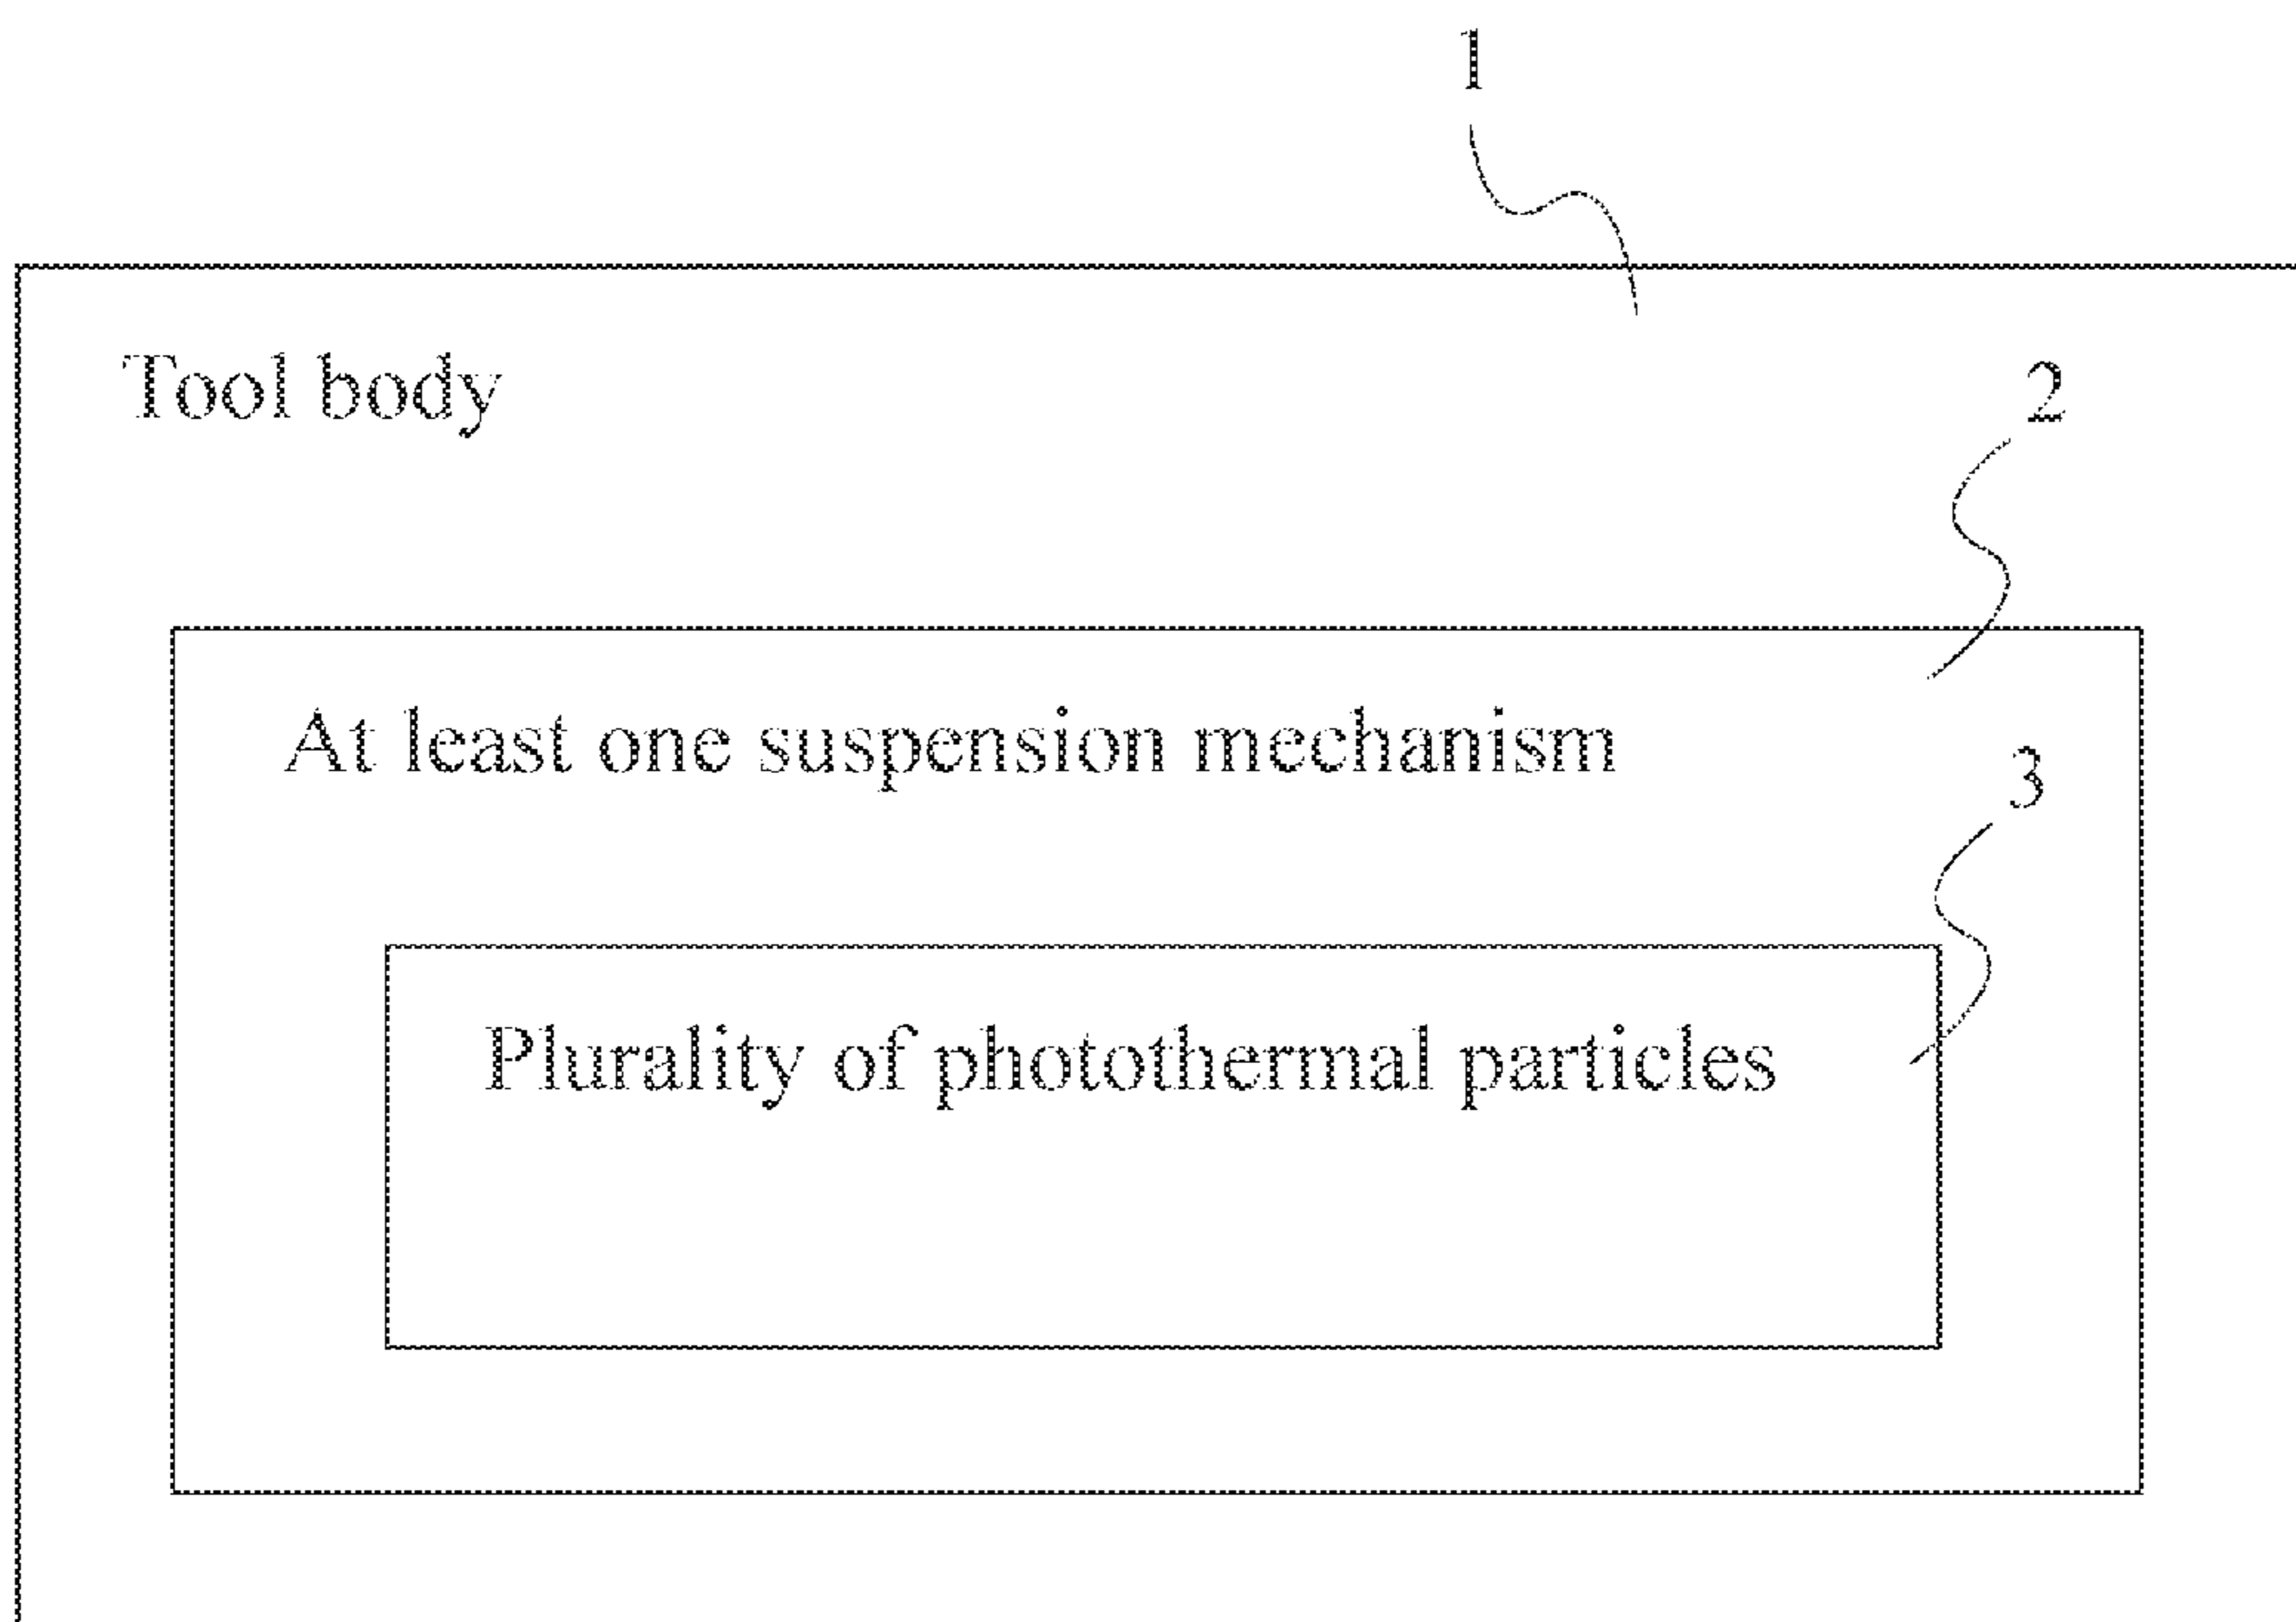 1
Tool body
2
At least one suspension mechanism
3
Plurality of photothermal particles